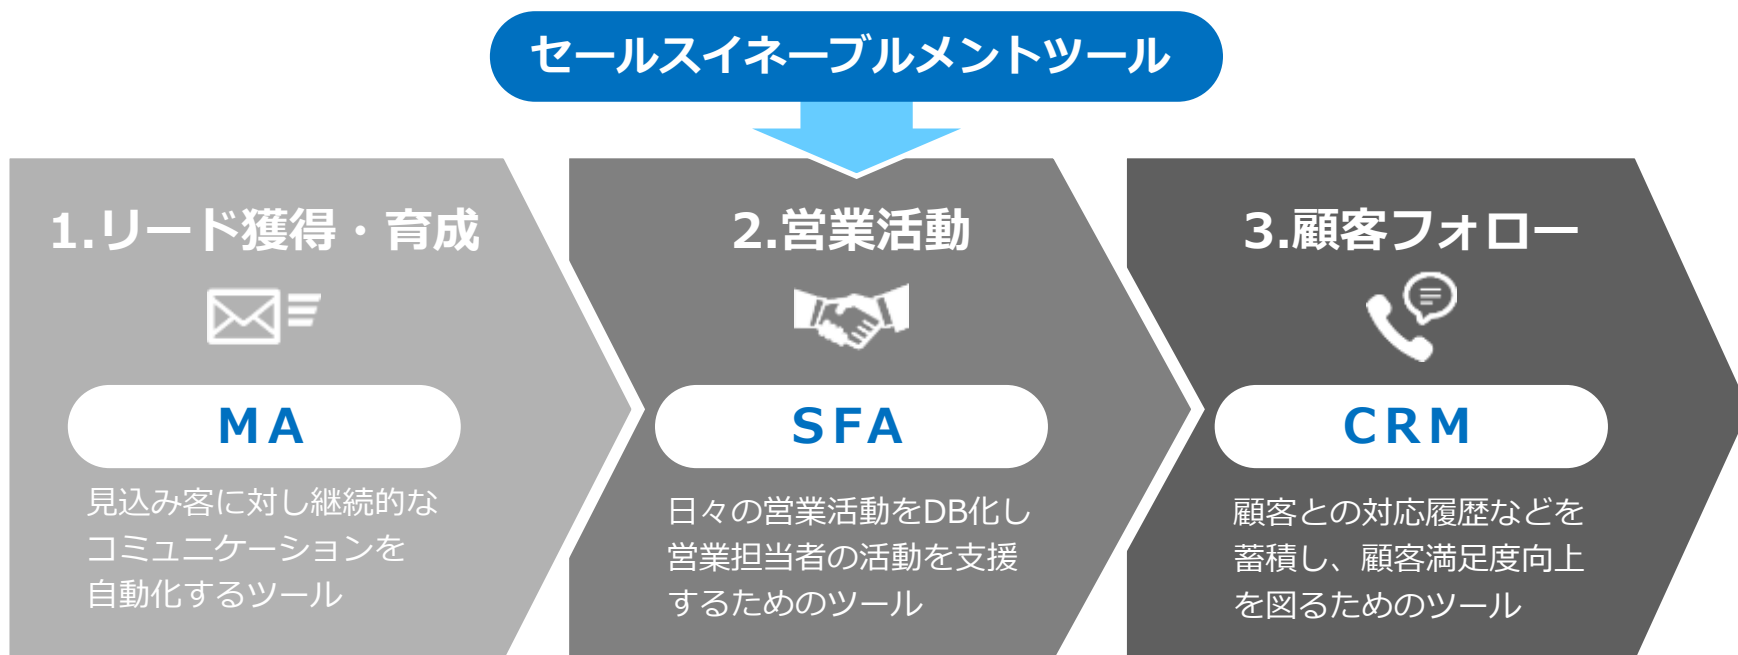 セールスイネーブルメントツール
1.リード獲得・育成
MA
見込み客に対し継続的な
コミュニケーションを
自動化するツール
2.営業活動
SFA
日々の営業活動をDB化し
営業担当者の活動を支援
するためのツール
3.顧客フォロー
CRM
顧客との対応履歴などを
蓄積し、顧客満足度向上
を図るためのツール